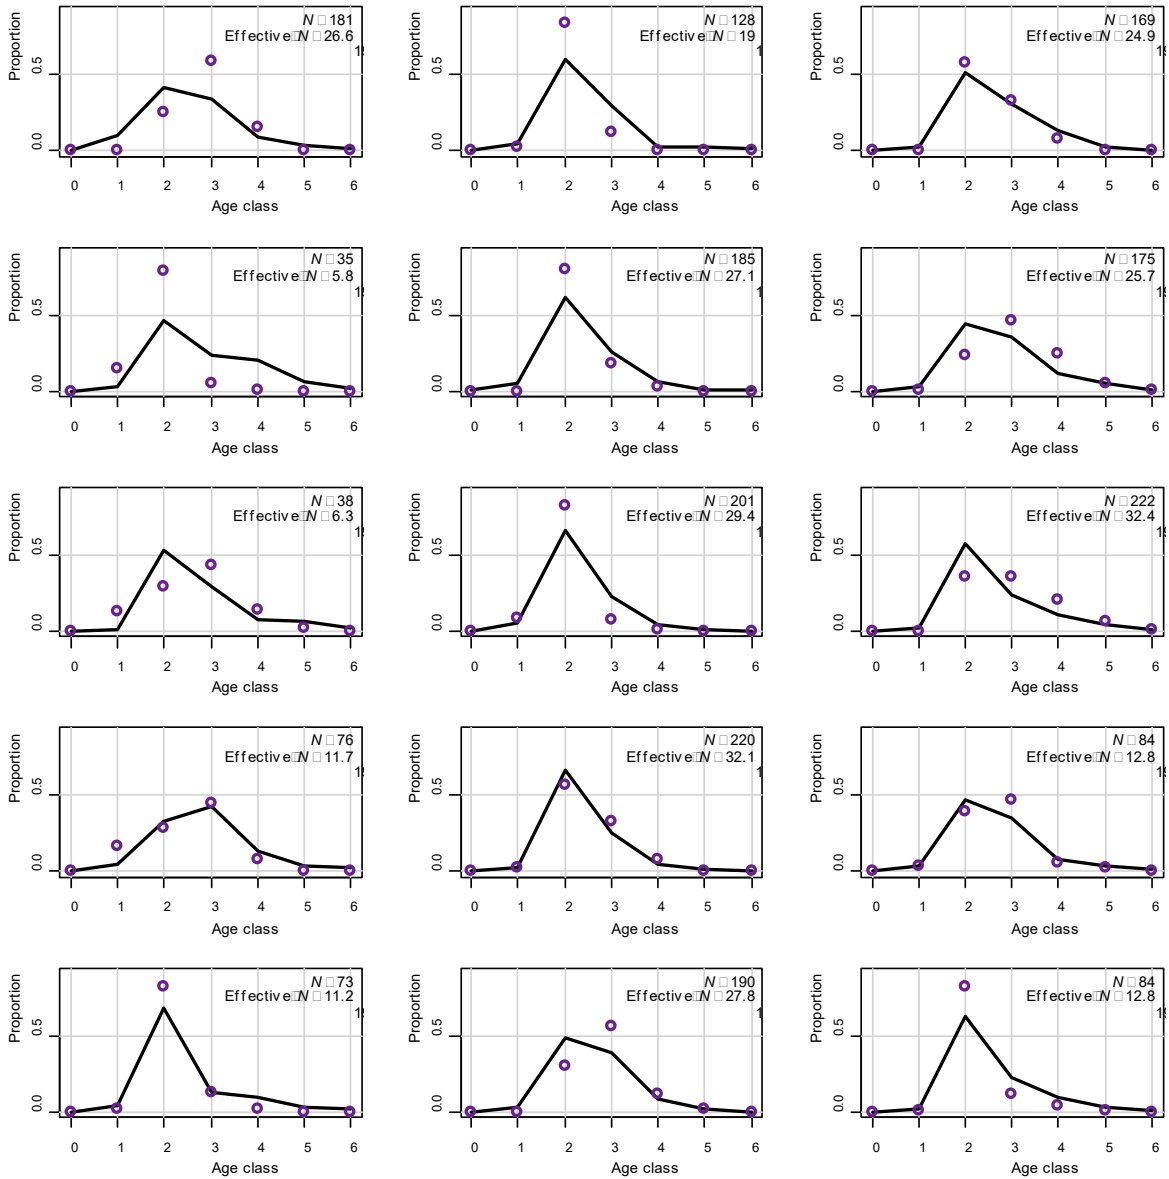 Proportion
0.5
0.0
N□181
Effective□N□26.6
0 1 2 3 4 5 6
Age class
Proportion
0.5
0.0
N□128
Effective□N□19
0 1 2 3 4 5 6
Age class
Proportion
0.5
0.0
N□169
Effective□N□24.9
0 1 2 3 4 5 6
Age class
Proportion
0.5
0.0
N□35
Effective□N□5.8
0 1 2 3 4 5 6
Age class
Proportion
0.5
0.0
N□185
Effective□N□27.1
0 1 2 3 4 5 6
Age class
Proportion
0.5
0.0
N□175
Effective□N□25.7
0 1 2 3 4 5 6
Age class
Proportion
0.5
0.0
N□38
Effective□N□6.3
0 1 2 3 4 5 6
Age class
Proportion
0.5
0.0
N□201
Effective□N□29.4
0 1 2 3 4 5 6
Age class
Proportion
0.5
0.0
N□222
Effective□N□32.4
0 1 2 3 4 5 6
Age class
Proportion
0.5
0.0
N□76
Effective□N□11.7
0 1 2 3 4 5 6
Age class
Proportion
0.5
0.0
N□220
Effective□N□32.1
0 1 2 3 4 5 6
Age class
Proportion
0.5
0.0
N□84
Effective□N□12.8
0 1 2 3 4 5 6
Age class
Proportion
0.5
0.0
N□73
Effective□N□11.2
0 1 2 3 4 5 6
Age class
Proportion
0.5
0.0
N□190
Effective□N□27.8
0 1 2 3 4 5 6
Age class
Proportion
0.5
0.0
N□84
Effective□N□12.8
0 1 2 3 4 5 6
Age class